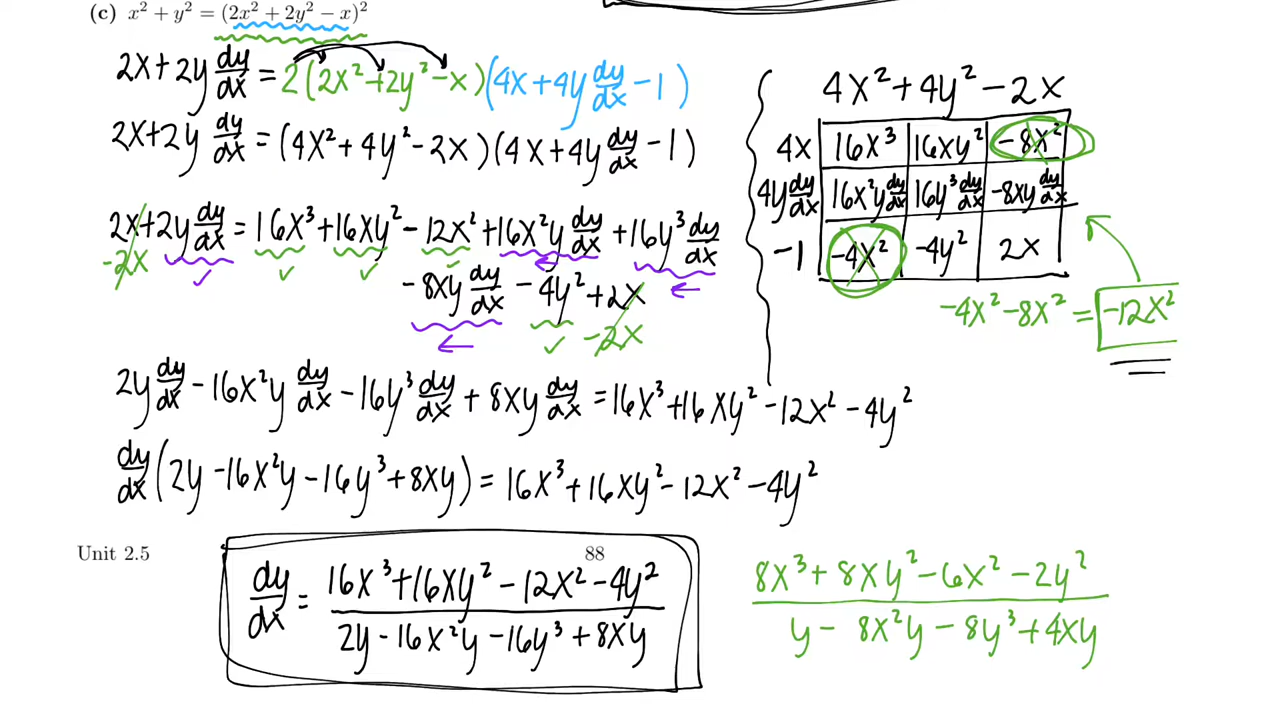 (c) x² + y² = (2x² + 2y² − x)²
2x + 2y dy/dx = 2(2x² + 2y² − x)(4x + 4y dy/dx − 1)
2x + 2y dy/dx = (4x² + 4y² − 2x)(4x + 4y dy/dx − 1)
2x + 2y dy/dx = 16x³ + 16xy² − 12x² + 16x²y dy/dx + 16y³ dy/dx
−2x
− 8xy dy/dx − 4y² + 2x
−2x
2y dy/dx − 16x²y dy/dx − 16y³ dy/dx + 8xy dy/dx = 16x³ + 16xy² − 12x² − 4y²
dy/dx (2y − 16x²y − 16y³ + 8xy) = 16x³ + 16xy² − 12x² − 4y²
4x² + 4y² − 2x
4x 16x³ 16xy² −8x²
4y dy/dx 16x²y dy/dx 16y³ dy/dx −8xy dy/dx
−1 −4x² −4y² 2x
−4x² − 8x² = −12x²
Unit 2.5 88
dy/dx = (16x³ + 16xy² − 12x² − 4y²)/(2y − 16x²y − 16y³ + 8xy)
(8x³ + 8xy² − 6x² − 2y²)/(y − 8x²y − 8y³ + 4xy)